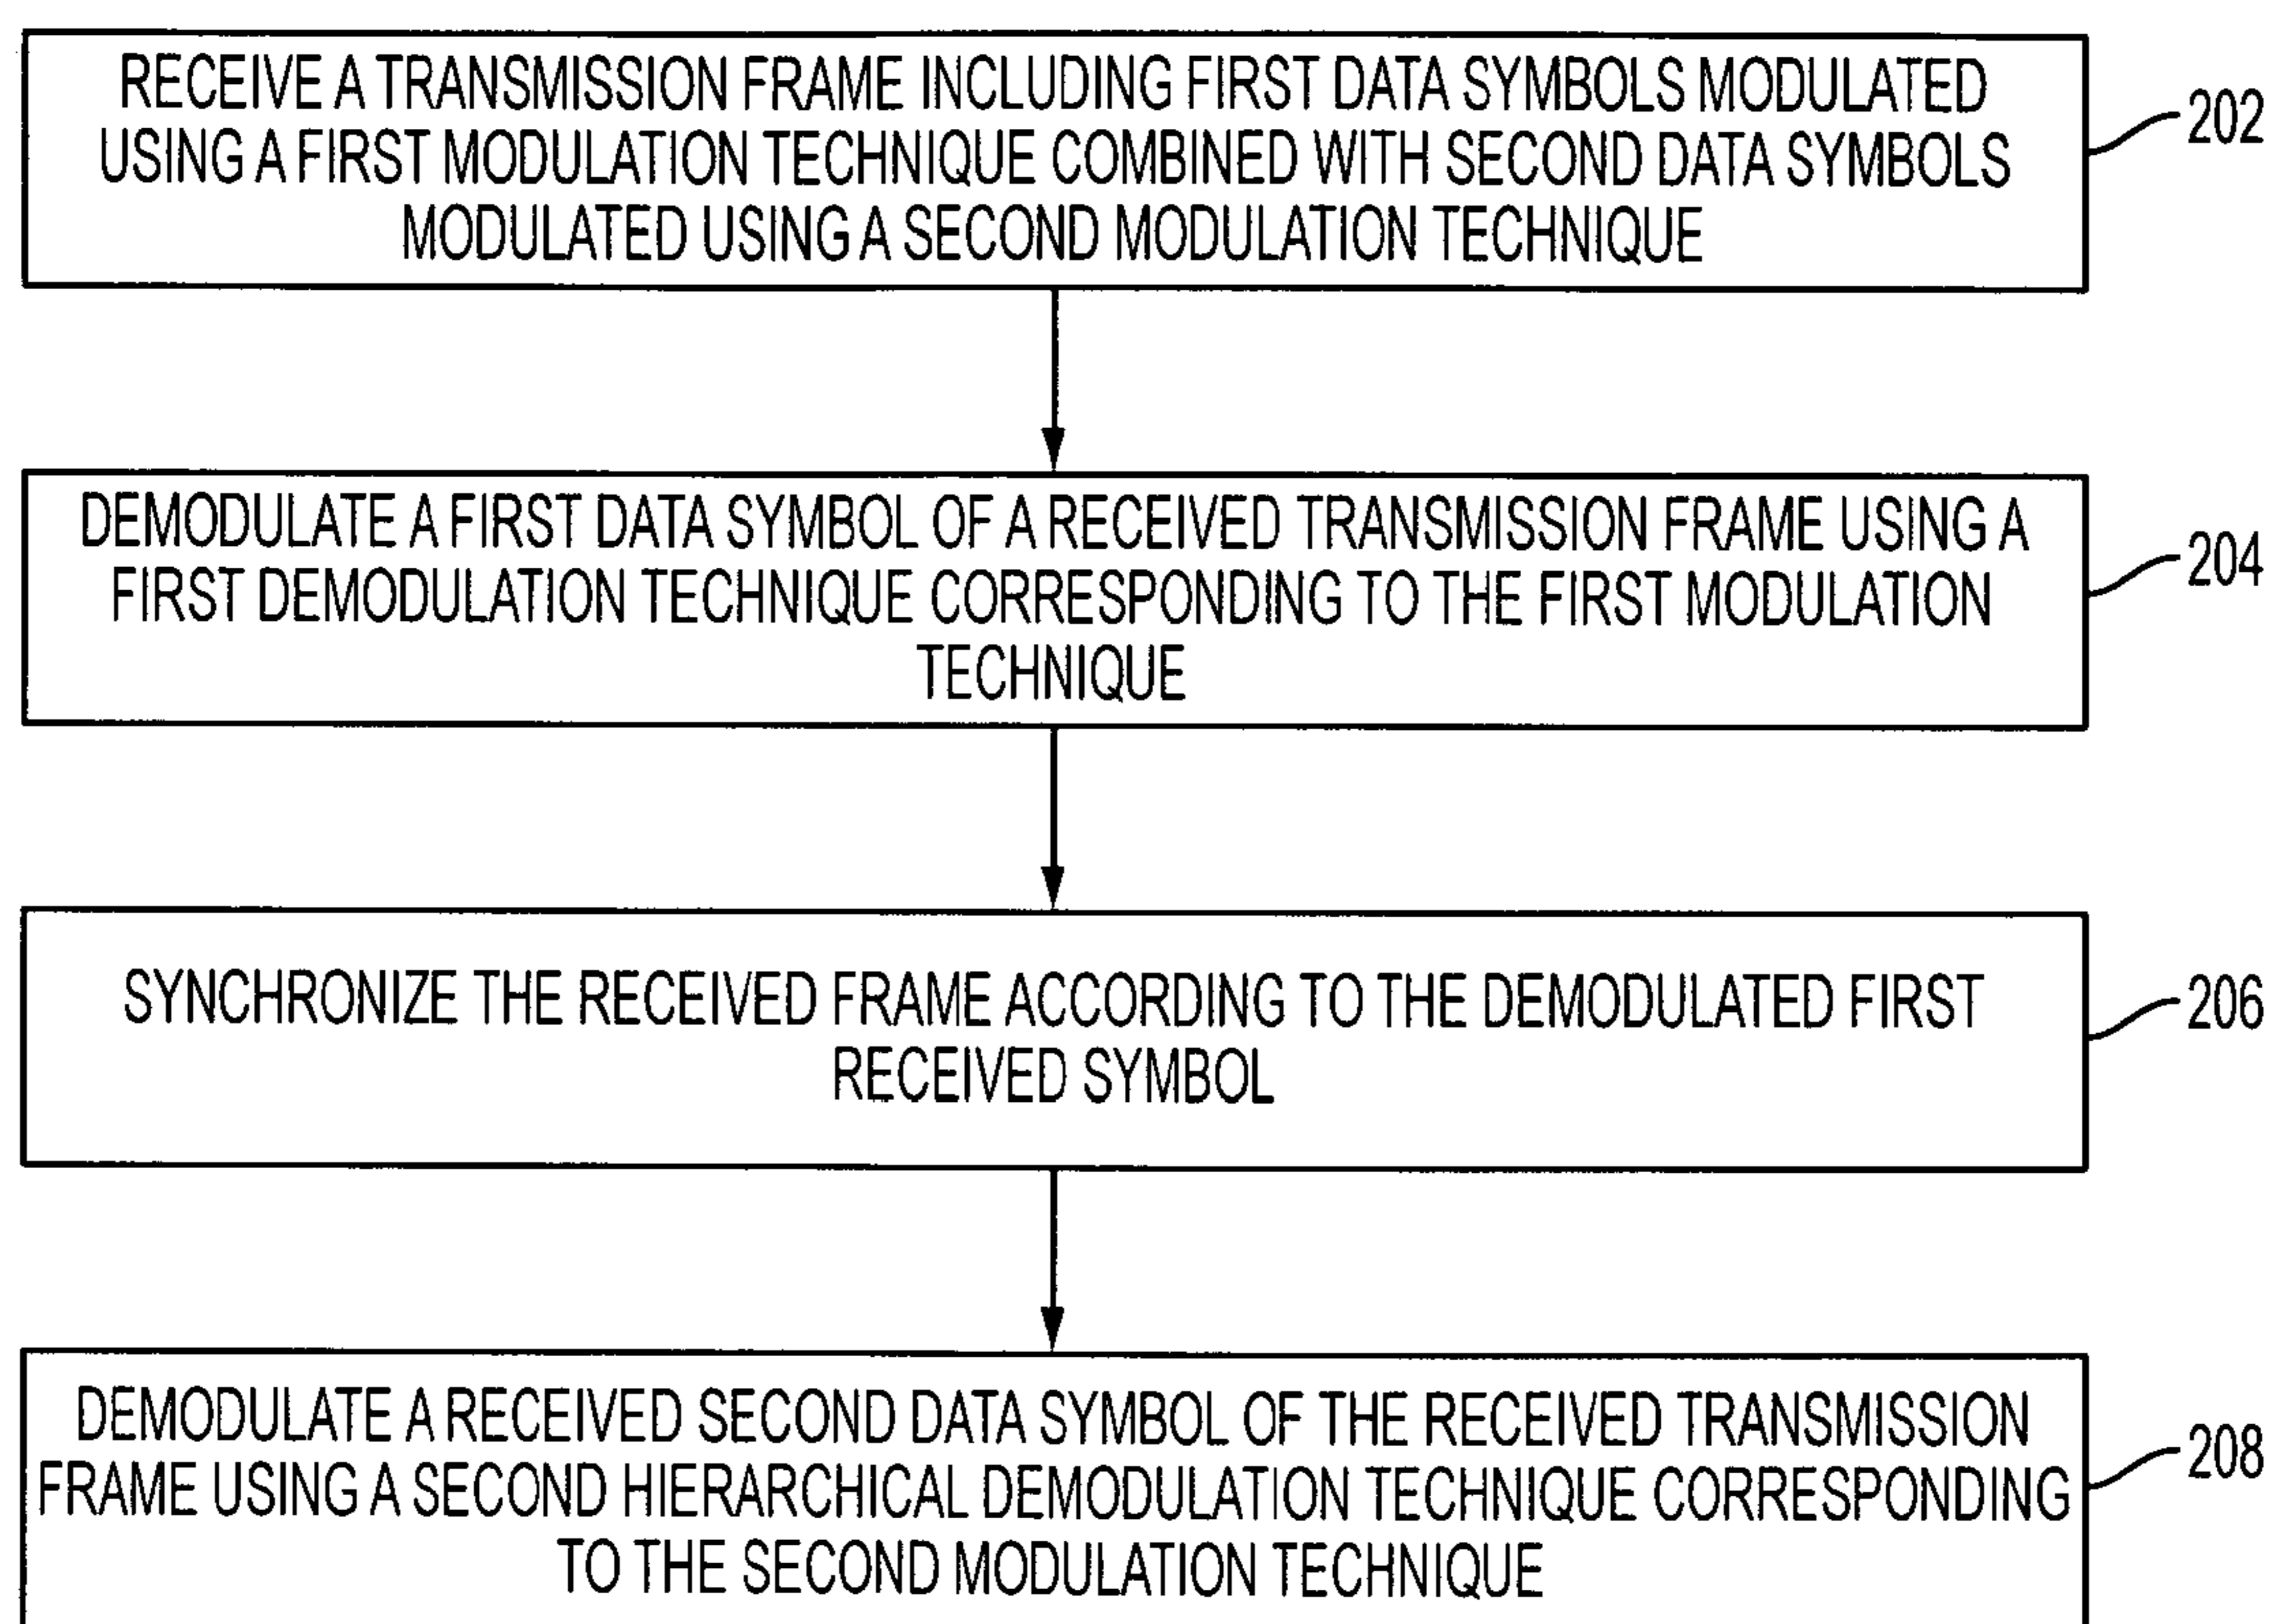 RECEIVE A TRANSMISSION FRAME INCLUDING FIRST DATA SYMBOLS MODULATED
USING A FIRST MODULATION TECHNIQUE COMBINED WITH SECOND DATA SYMBOLS
MODULATED USING A SECOND MODULATION TECHNIQUE
202
DEMODULATE A FIRST DATA SYMBOL OF A RECEIVED TRANSMISSION FRAME USING A
FIRST DEMODULATION TECHNIQUE CORRESPONDING TO THE FIRST MODULATION
TECHNIQUE
204
SYNCHRONIZE THE RECEIVED FRAME ACCORDING TO THE DEMODULATED FIRST
RECEIVED SYMBOL
206
DEMODULATE A RECEIVED SECOND DATA SYMBOL OF THE RECEIVED TRANSMISSION
FRAME USING A SECOND HIERARCHICAL DEMODULATION TECHNIQUE CORRESPONDING
TO THE SECOND MODULATION TECHNIQUE
208